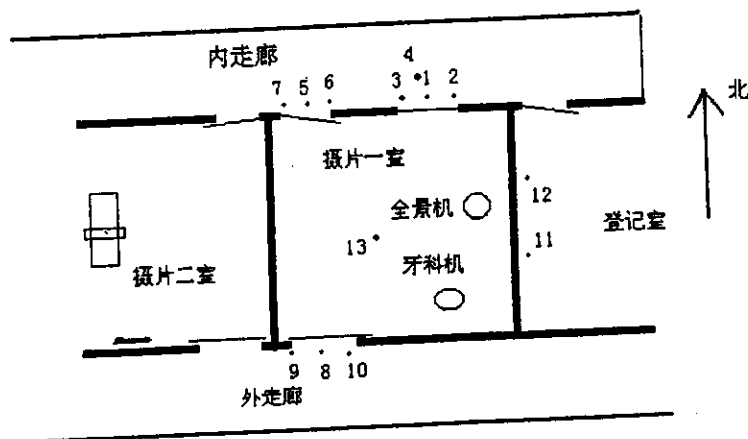 内走廊
4
7 5 6 3 1 2
北
摄片一室
全景机
12
登记室
13
11
牙科机
摄片二室
9 8 10
外走廊